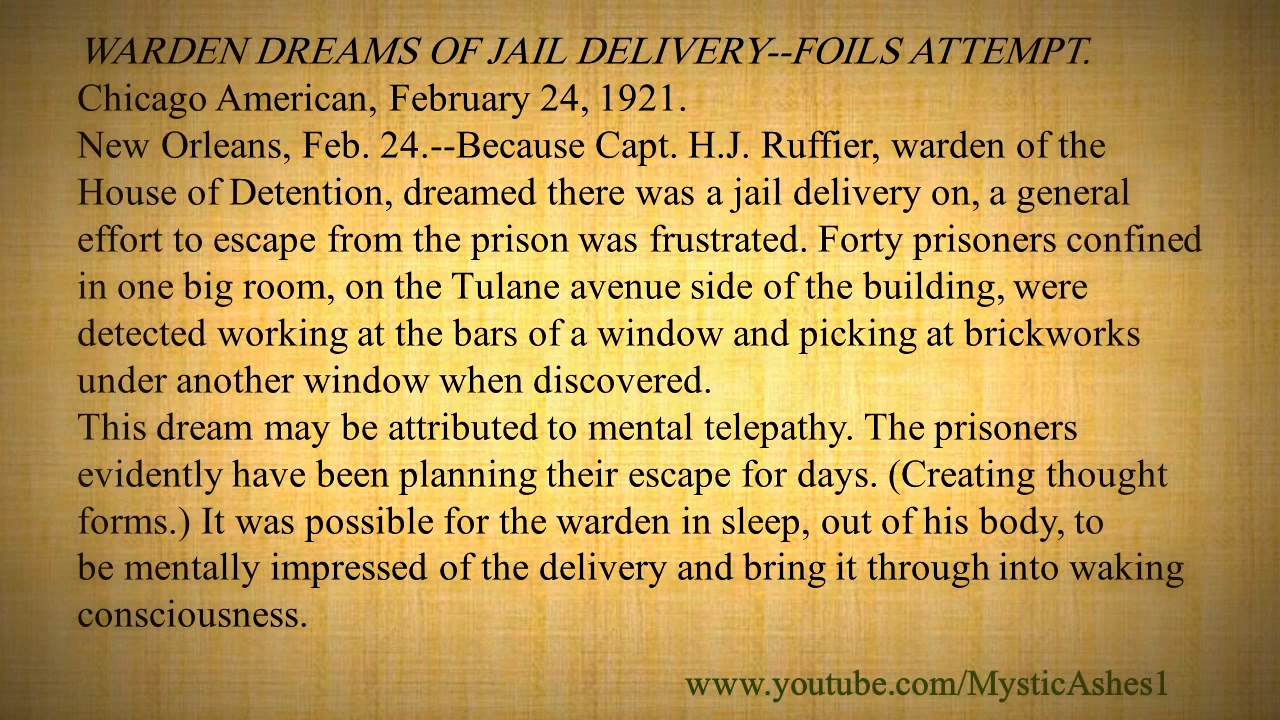 WARDEN DREAMS OF JAIL DELIVERY--FOILS ATTEMPT.
Chicago American, February 24, 1921.
New Orleans, Feb. 24.--Because Capt. H.J. Ruffier, warden of the
House of Detention, dreamed there was a jail delivery on, a general
effort to escape from the prison was frustrated. Forty prisoners confined
in one big room, on the Tulane avenue side of the building, were
detected working at the bars of a window and picking at brickworks
under another window when discovered.
This dream may be attributed to mental telepathy. The prisoners
evidently have been planning their escape for days. (Creating thought
forms.) It was possible for the warden in sleep, out of his body, to
be mentally impressed of the delivery and bring it through into waking
consciousness.
www.youtube.com/MysticAshes1